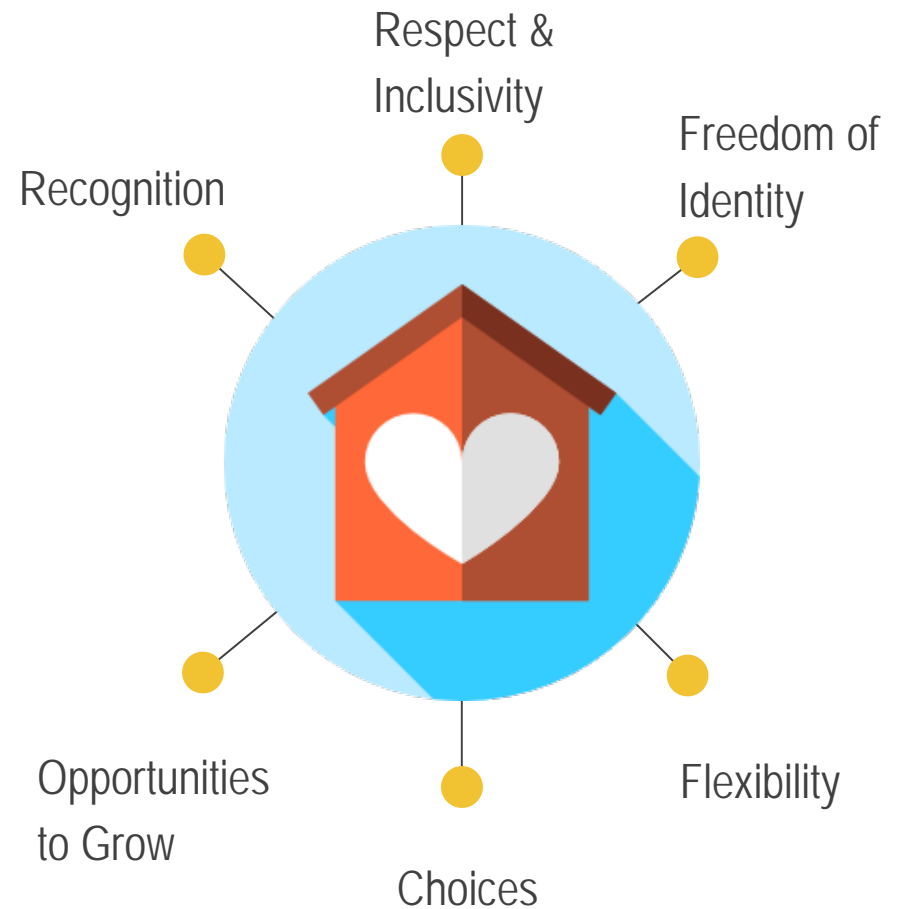 Respect &
Inclusivity
Freedom of
Identity
Recognition
Opportunities
to Grow
Flexibility
Choices